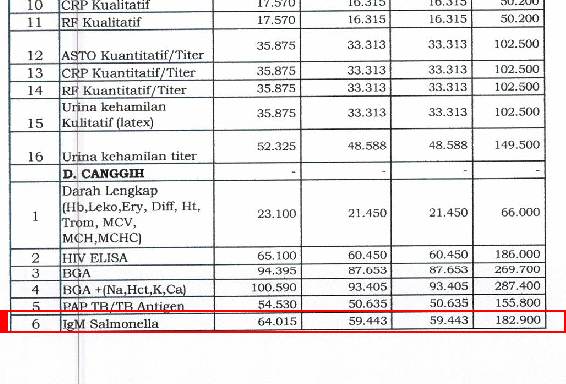 10 CRP Kualitatif 17.570 16.315 16.315 50.200
11 RF Kualitatif 17.570 16.315 16.315 50.200
12 ASTO Kuantitatif/Titer 35.875 33.313 33.313 102.500
13 CRP Kuantitatif/Titer 35.875 33.313 33.313 102.500
14 RF Kuantitatif/Titer 35.875 33.313 33.313 102.500
Urina kehamilan 35.875 33.313 33.313 102.500
15 Kulitatif (latex)
52.325 48.588 48.588 149.500
16 Urina kehamilan titer
D. CANGGIH - - - -
Darah Lengkap
(Hb,Leko,Ery, Diff, Ht,
1 Trom, MCV, 23.100 21.450 21.450 66.000
MCH,MCHC)
2 HIV ELISA 65.100 60.450 60.450 186.000
3 BGA 94.395 87.653 87.653 269.700
4 BGA +(Na,Hct,K,Ca) 100.590 93.405 93.405 287.400
5 PAP TB/TB Antigen 54.530 50.635 50.635 155.800
6 IgM Salmonella 64.015 59.443 59.443 182.900